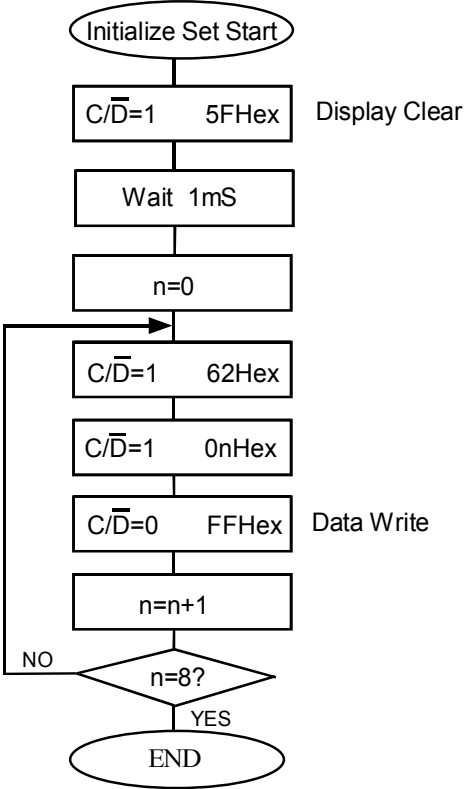 Initialize Set Start
C/D̅=1 5FHex Display Clear
Wait 1mS
n=0
C/D̅=1 62Hex
C/D̅=1 0nHex
C/D̅=0 FFHex Data Write
n=n+1
NO
n=8?
YES
END